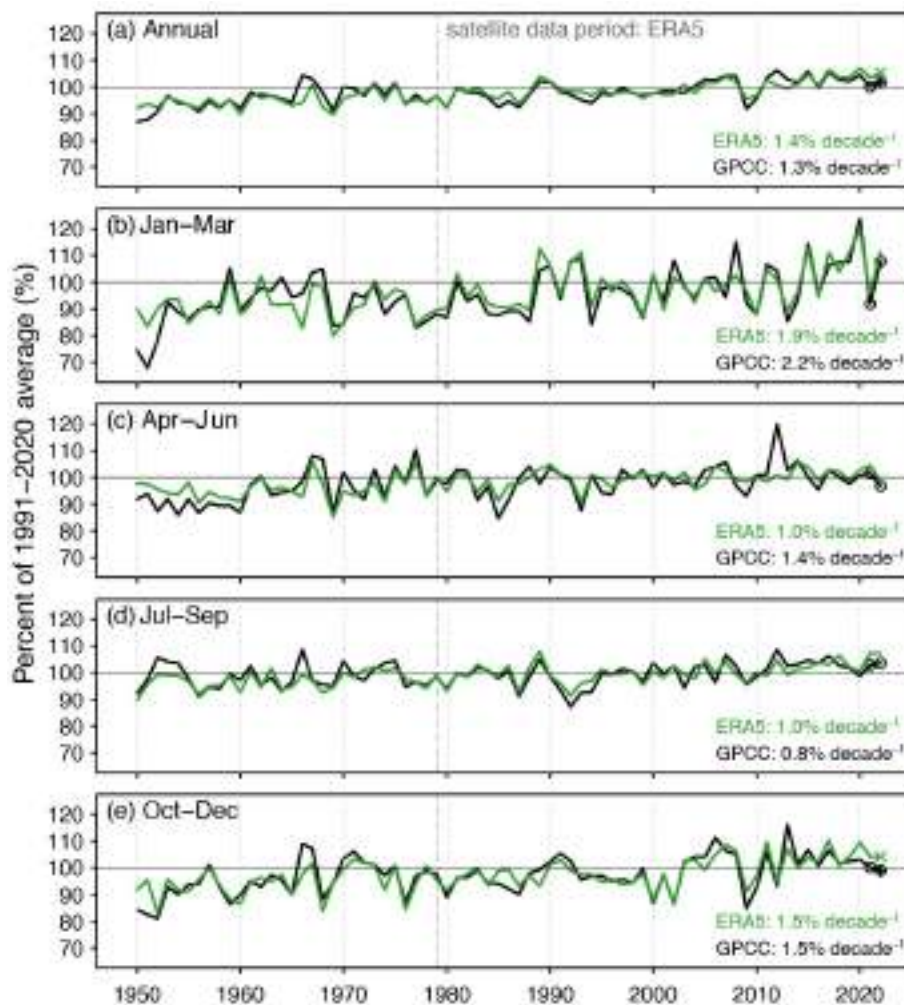 Percent of 1991–2020 average (%)
(a) Annual
satellite data period: ERA5
120
110
100
90
80
70
ERA5: 1.4% decade⁻¹
GPCC: 1.3% decade⁻¹
(b) Jan–Mar
120
110
100
90
80
70
ERA5: 1.9% decade⁻¹
GPCC: 2.2% decade⁻¹
(c) Apr–Jun
120
110
100
90
80
70
ERA5: 1.0% decade⁻¹
GPCC: 1.4% decade⁻¹
(d) Jul–Sep
120
110
100
90
80
70
ERA5: 1.0% decade⁻¹
GPCC: 0.8% decade⁻¹
(e) Oct–Dec
120
110
100
90
80
70
ERA5: 1.5% decade⁻¹
GPCC: 1.5% decade⁻¹
1950 1960 1970 1980 1990 2000 2010 2020